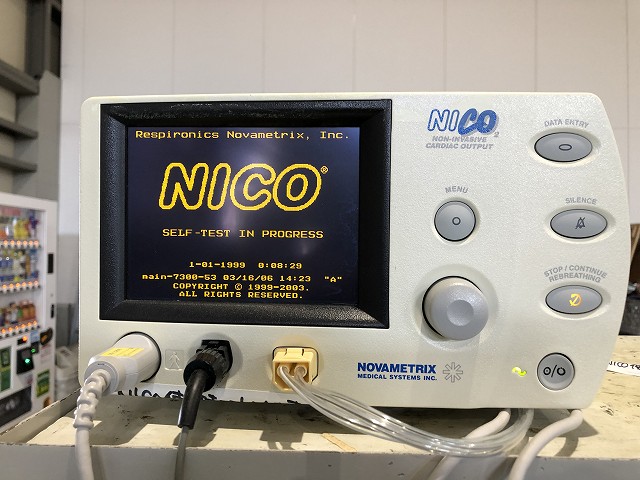 Respironics Novametrix, Inc.
NICO®
SELF-TEST IN PROGRESS
1-01-1999 0:08:29
main-7300-53 03/16/06 14:23 "A"
COPYRIGHT © 1999-2003.
ALL RIGHTS RESERVED.
NICO2
NON-INVASIVE
CARDIAC OUTPUT
DATA ENTRY
MENU
SILENCE
STOP / CONTINUE
REBREATHING
NOVAMETRIX
MEDICAL SYSTEMS INC.